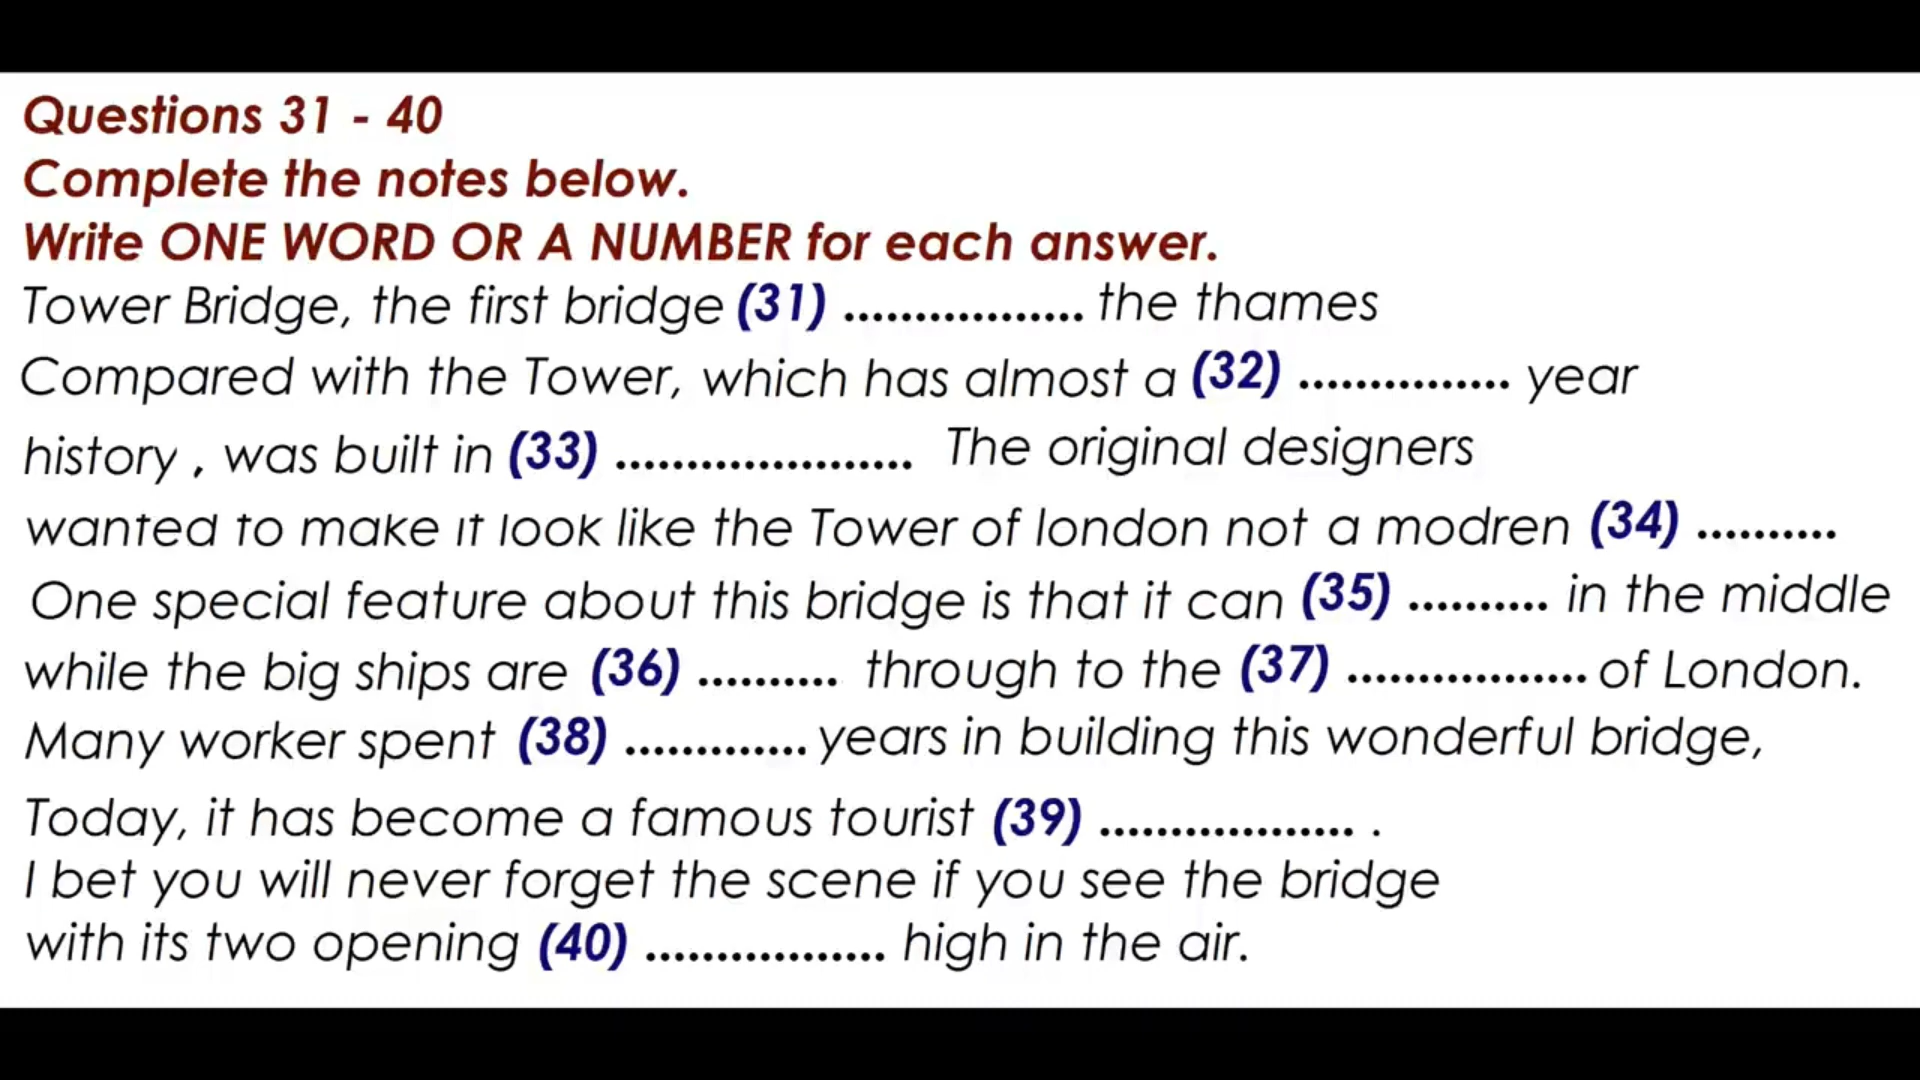 Questions 31 - 40
Complete the notes below.
Write ONE WORD OR A NUMBER for each answer.
Tower Bridge, the first bridge (31) ................. the thames
Compared with the Tower, which has almost a (32) ............... year
history , was built in (33) ..................... The original designers
wanted to make it look like the Tower of london not a modren (34) ..........
One special feature about this bridge is that it can (35) .......... in the middle
while the big ships are (36) .......... through to the (37) ................. of London.
Many worker spent (38) ............. years in building this wonderful bridge,
Today, it has become a famous tourist (39) .................. .
I bet you will never forget the scene if you see the bridge
with its two opening (40) ................. high in the air.